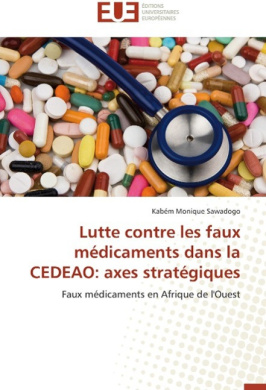 EUE
ÉDITIONS
UNIVERSITAIRES
EUROPÉENNES
Kabém Monique Sawadogo
Lutte contre les faux
médicaments dans la
CEDEAO: axes stratégiques
Faux médicaments en Afrique de l'Ouest